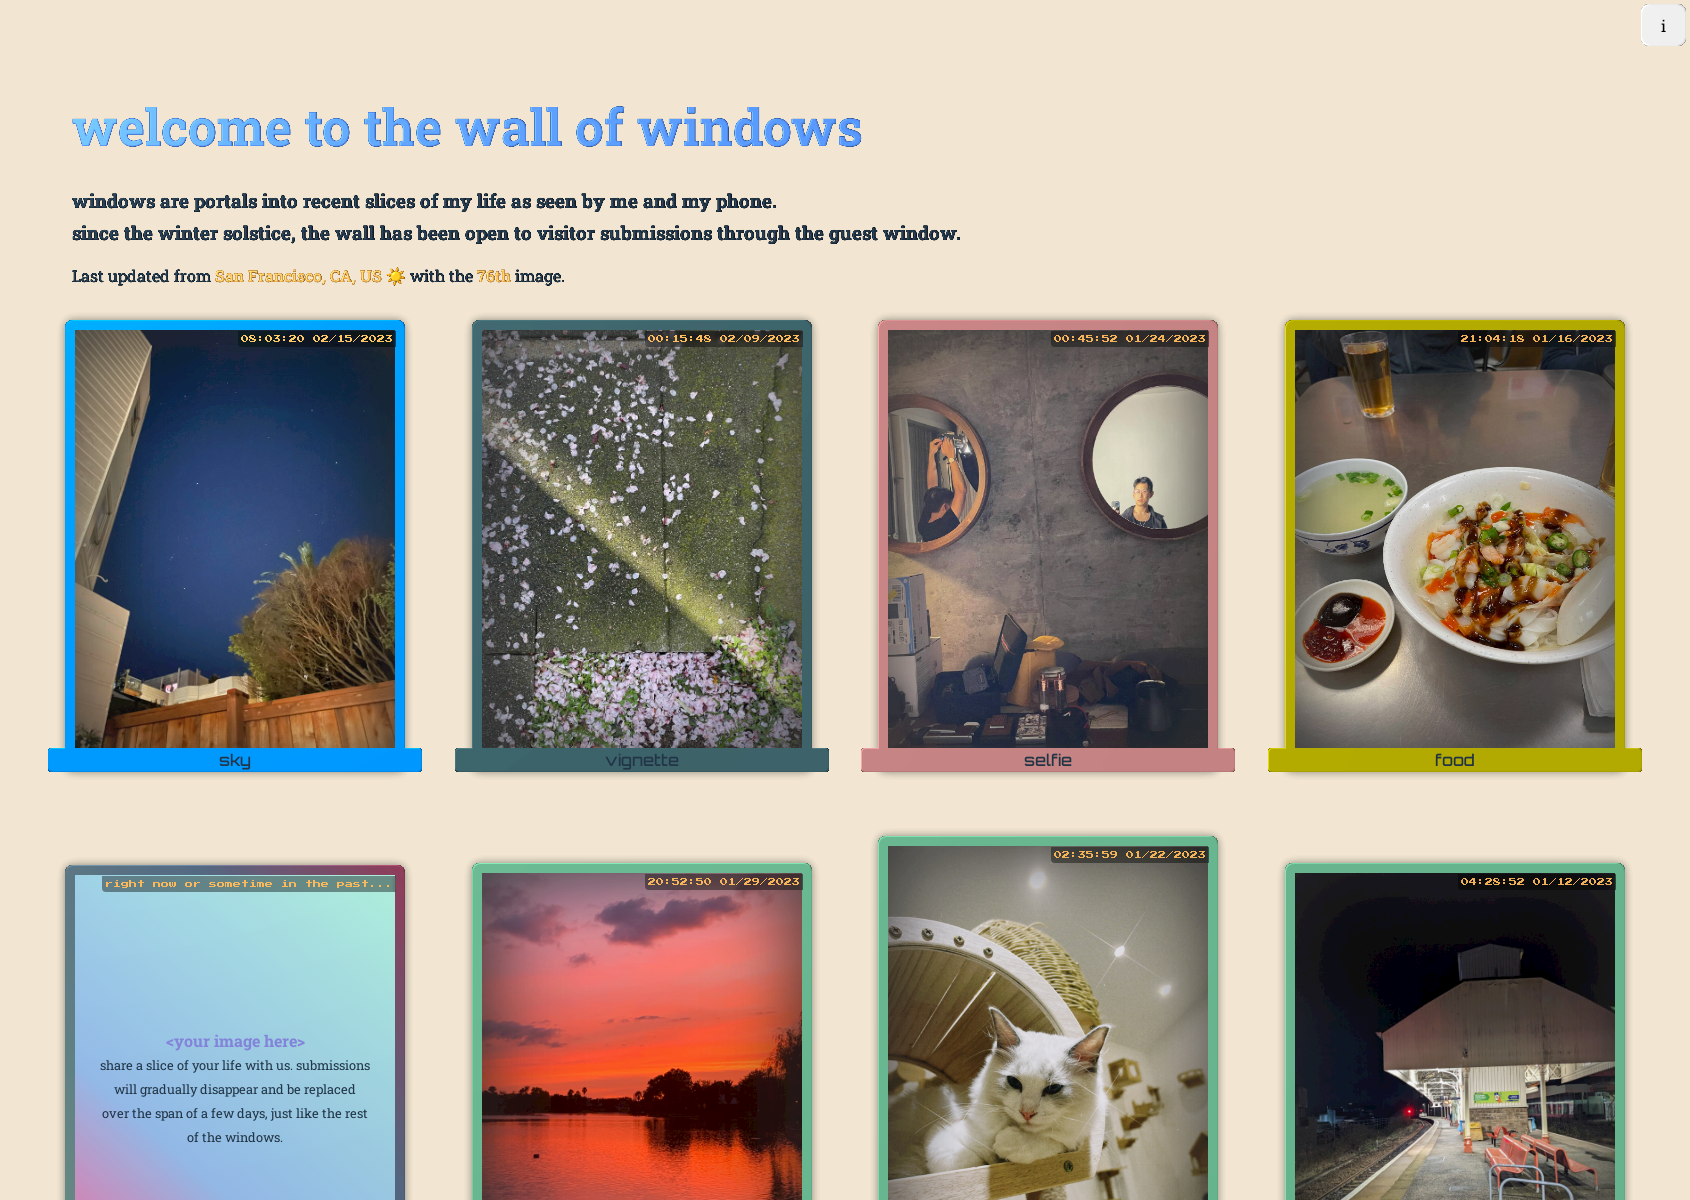 i
welcome to the wall of windows
windows are portals into recent slices of my life as seen by me and my phone.
since the winter solstice, the wall has been open to visitor submissions through the guest window.
Last updated from San Francisco, CA, US ☀️ with the 76th image.
08:03:20 02/15/2023
00:15:48 02/09/2023
00:45:52 01/24/2023
21:04:18 01/16/2023
sky
vignette
selfie
food
right now or sometime in the past...
20:52:50 01/29/2023
02:35:59 01/22/2023
04:28:52 01/12/2023
<your image here>
share a slice of your life with us. submissions
will gradually disappear and be replaced
over the span of a few days, just like the rest
of the windows.